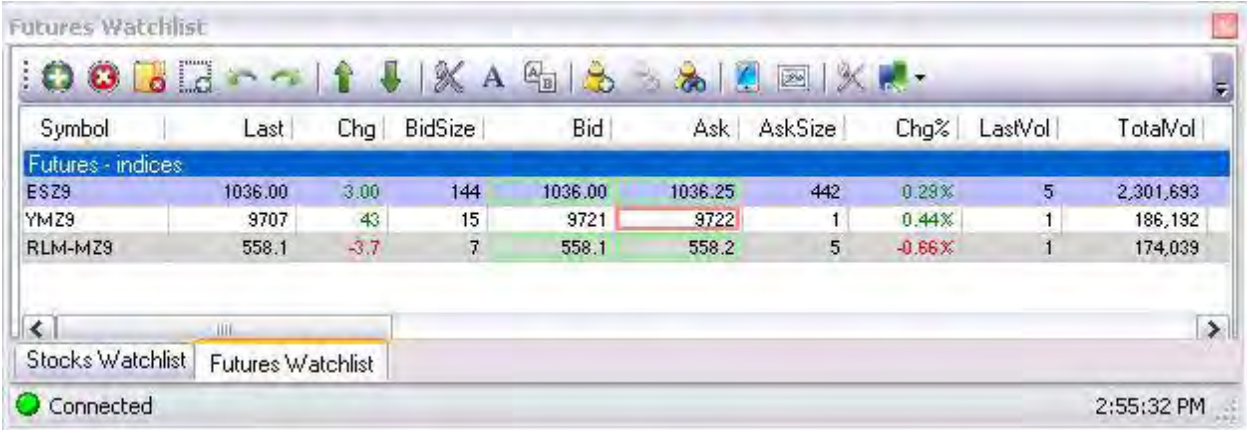 Futures Watchlist
Symbol Last Chg BidSize Bid Ask AskSize Chg% LastVol TotalVol
Futures - indices
ESZ9 1036.00 3.00 144 1036.00 1036.25 442 0.29% 5 2,301,693
YMZ9 9707 43 15 9721 9722 1 0.44% 1 186,192
RLM-MZ9 558.1 -3.7 7 558.1 558.2 5 -0.66% 1 174,039
Stocks Watchlist Futures Watchlist
Connected 2:55:32 PM